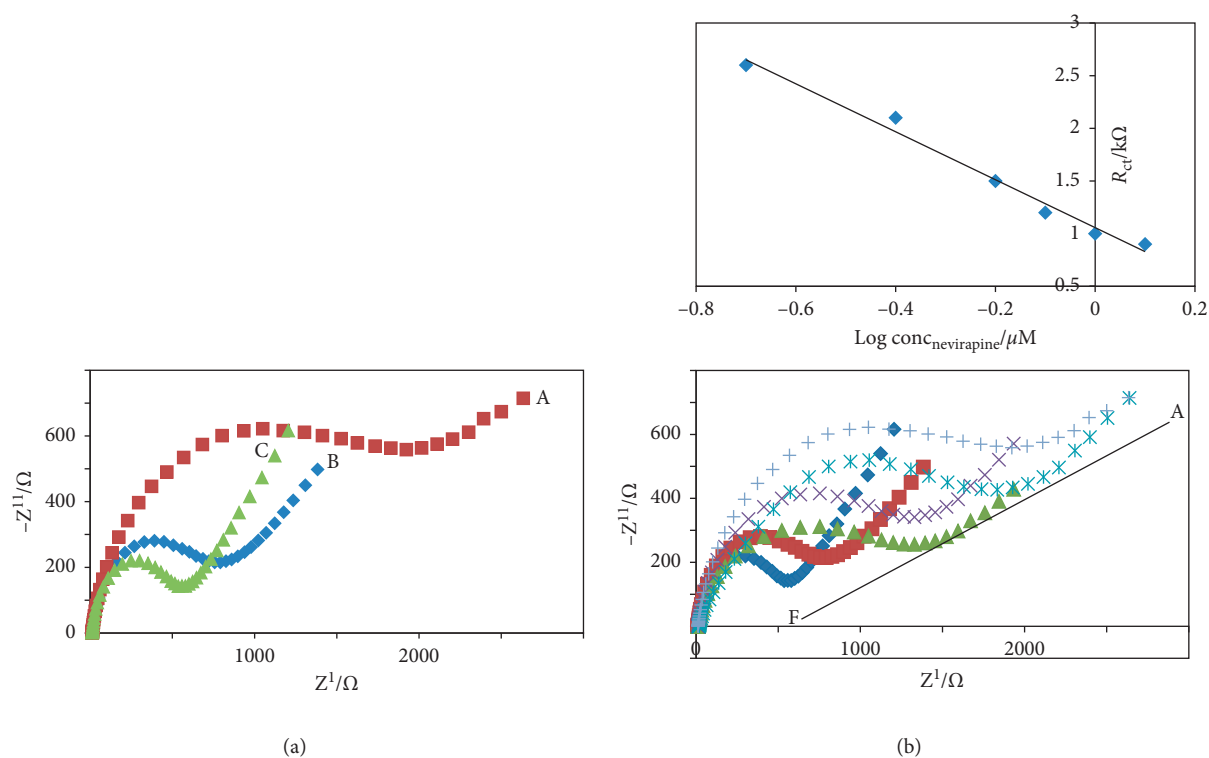 3
2.5
2
1.5
1
0.5
R_ct/kΩ
−0.8 −0.6 −0.4 −0.2 0 0.2
Log conc_nevirapine/μM
600
400
200
0
−Z^11/Ω
A
C
B
1000 2000
Z^1/Ω
(a)
600
400
200
−Z^11/Ω
A
F
0 1000 2000
Z^1/Ω
(b)